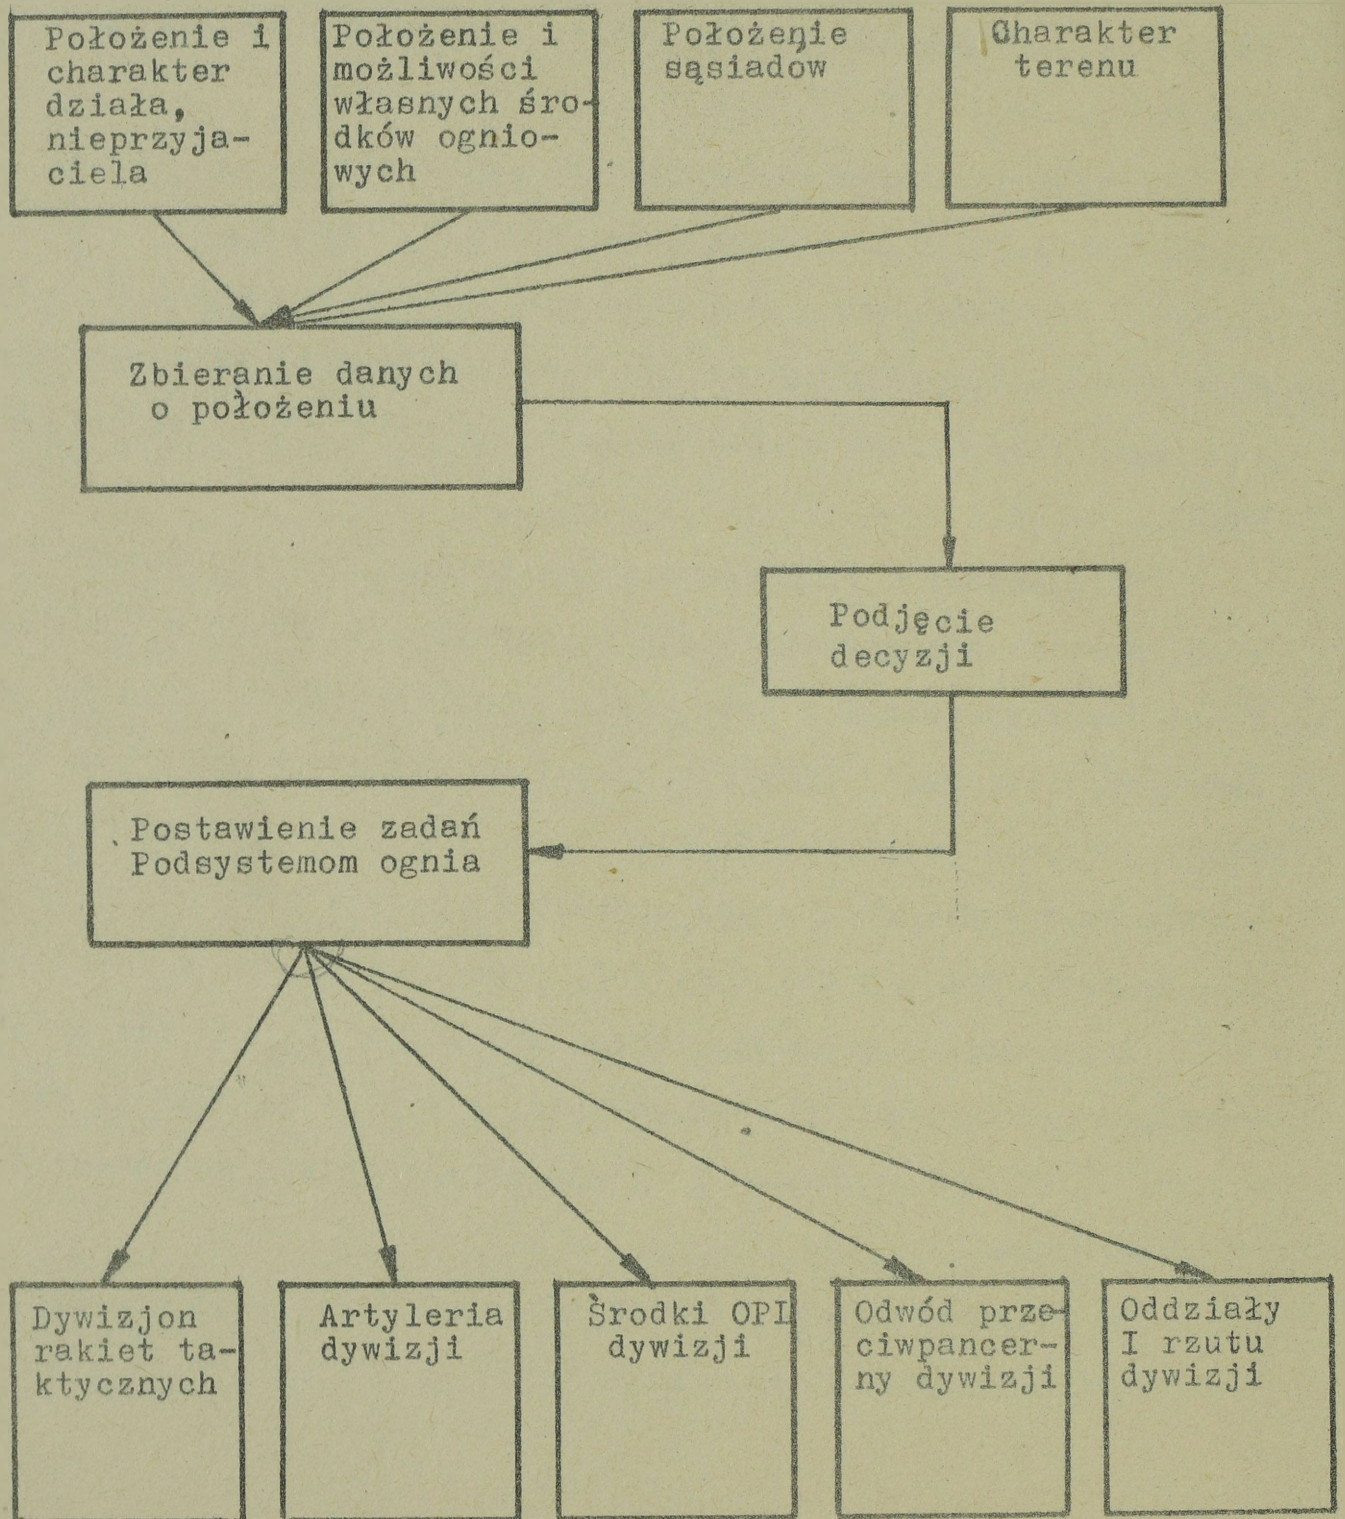 Położenie i
charakter
działa,
nieprzyja-
ciela
Położenie i
możliwości
własnych śro-
dków ognio-
wych
Położenie
sąsiadów
Charakter
terenu
Zbieranie danych
o położeniu
Podjęcie
decyzji
Postawienie zadań
Podsystemom ognia
Dywizjon
rakiet ta-
ktycznych
Artyleria
dywizji
Środki OPL
dywizji
Odwód prze-
ciwpancer-
ny dywizji
Oddziały
I rzutu
dywizji